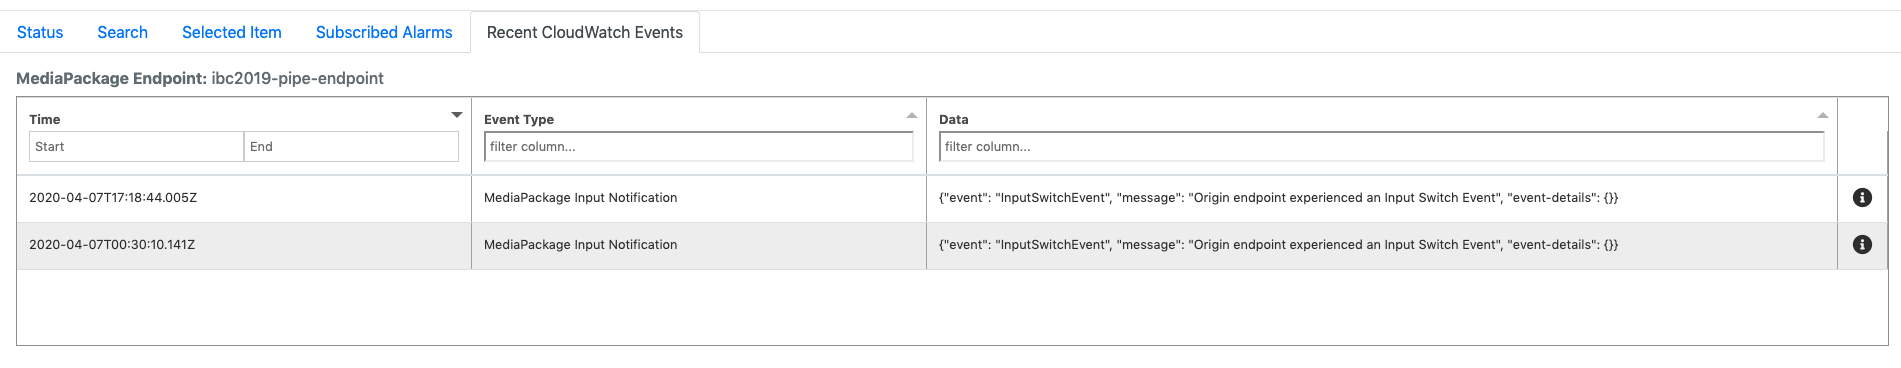 Status Search Selected Item Subscribed Alarms Recent CloudWatch Events
MediaPackage Endpoint: ibc2019-pipe-endpoint
Time Event Type Data
Start End filter column... filter column...
2020-04-07T17:18:44.005Z MediaPackage Input Notification {"event": "InputSwitchEvent", "message": "Origin endpoint experienced an Input Switch Event", "event-details": {}}
2020-04-07T00:30:10.141Z MediaPackage Input Notification {"event": "InputSwitchEvent", "message": "Origin endpoint experienced an Input Switch Event", "event-details": {}}